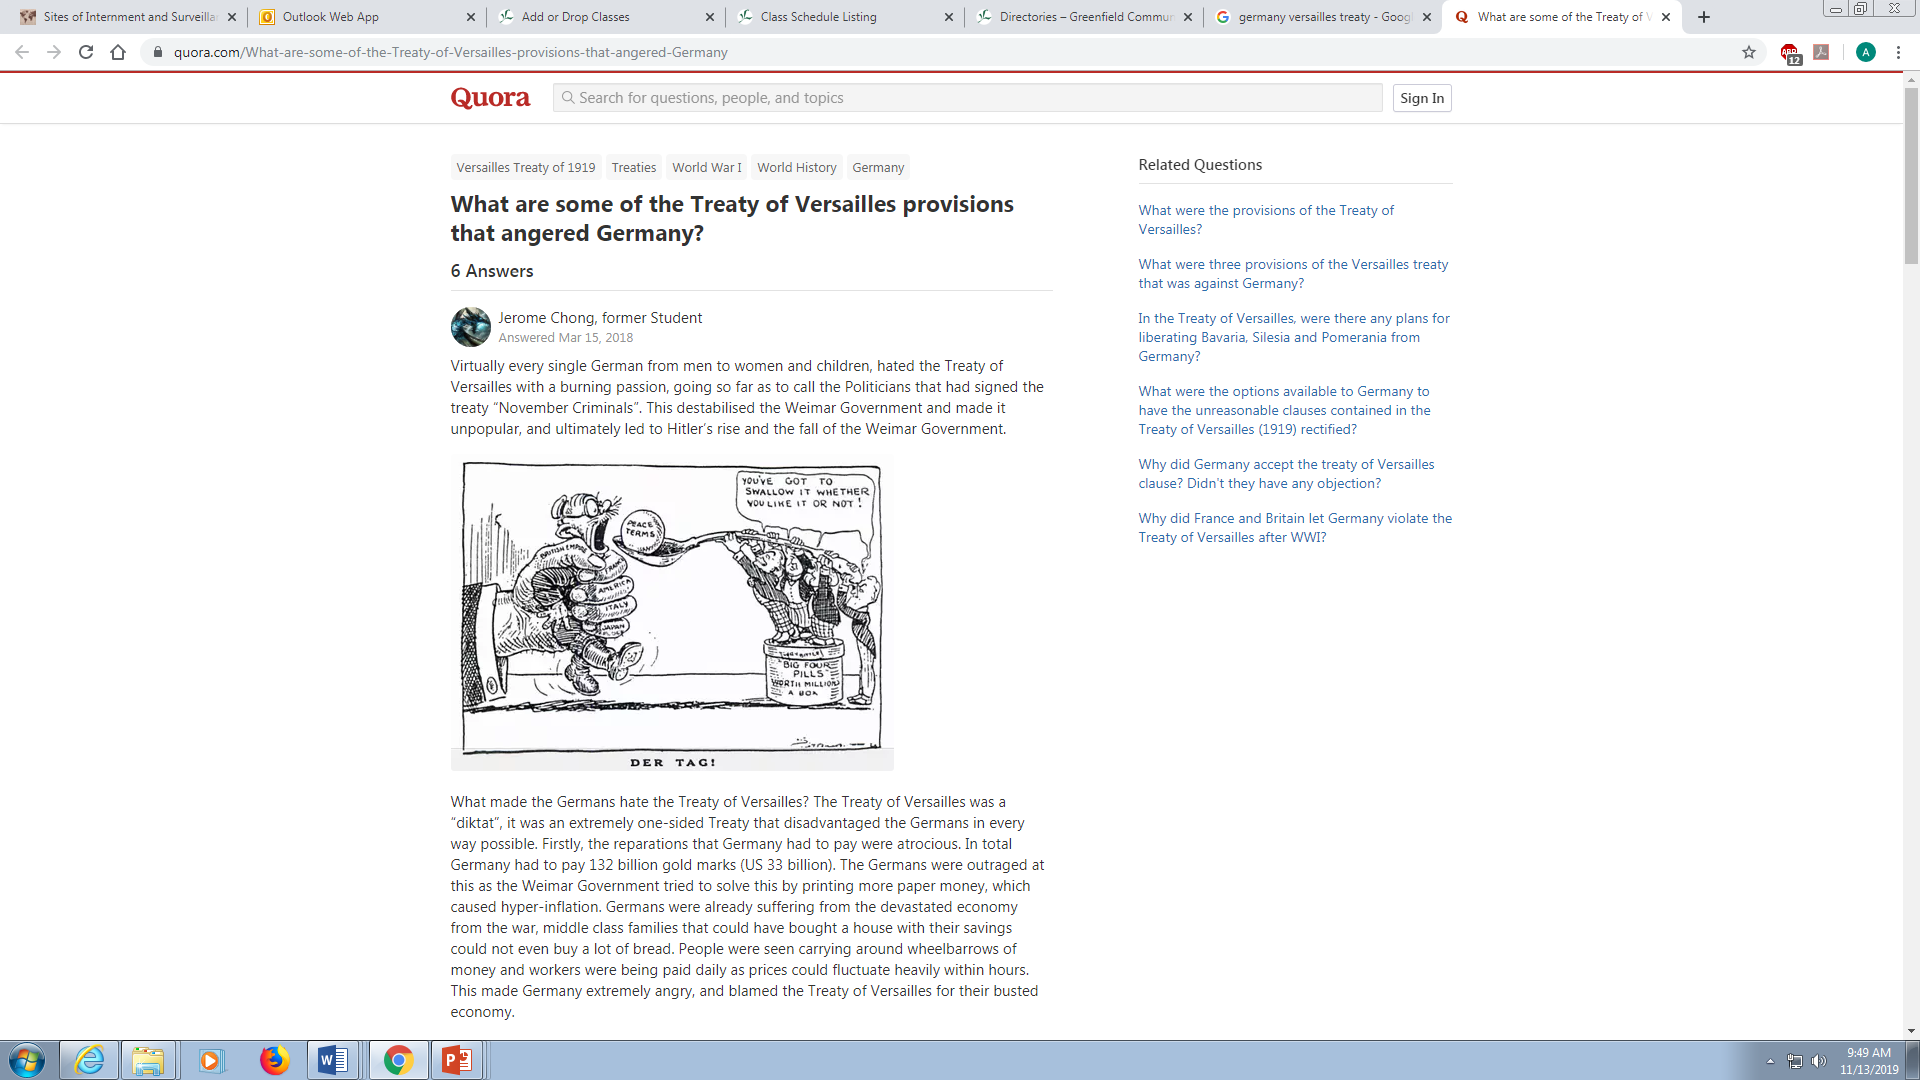 Sites of Internment and Surveillar
Outlook Web App
Add or Drop Classes
Class Schedule Listing
Directories – Greenfield Commun
germany versailles treaty - Googl
What are some of the Treaty of V
quora.com/What-are-some-of-the-Treaty-of-Versailles-provisions-that-angered-Germany
ABP
12
A
Quora
Search for questions, people, and topics
Sign In
Versailles Treaty of 1919
Treaties
World War I
World History
Germany
What are some of the Treaty of Versailles provisions
that angered Germany?
6 Answers
Jerome Chong, former Student
Answered Mar 15, 2018
Virtually every single German from men to women and children, hated the Treaty of
Versailles with a burning passion, going so far as to call the Politicians that had signed the
treaty “November Criminals”. This destabilised the Weimar Government and made it
unpopular, and ultimately led to Hitler’s rise and the fall of the Weimar Government.
YOU'VE GOT TO
SWALLOW IT WHETHER
YOU LIKE IT OR NOT!
PEACE
TERMS
BRITISH EMPIRE
FRANCE
AMERICA
ITALY
JAPAN
BIG FOUR
PILLS
WORTH MILLIONS
A BOX
DER TAG!
What made the Germans hate the Treaty of Versailles? The Treaty of Versailles was a
“diktat”, it was an extremely one-sided Treaty that disadvantaged the Germans in every
way possible. Firstly, the reparations that Germany had to pay were atrocious. In total
Germany had to pay 132 billion gold marks (US 33 billion). The Germans were outraged at
this as the Weimar Government tried to solve this by printing more paper money, which
caused hyper-inflation. Germans were already suffering from the devastated economy
from the war, middle class families that could have bought a house with their savings
could not even buy a lot of bread. People were seen carrying around wheelbarrows of
money and workers were being paid daily as prices could fluctuate heavily within hours.
This made Germany extremely angry, and blamed the Treaty of Versailles for their busted
economy.
Related Questions
What were the provisions of the Treaty of
Versailles?
What were three provisions of the Versailles treaty
that was against Germany?
In the Treaty of Versailles, were there any plans for
liberating Bavaria, Silesia and Pomerania from
Germany?
What were the options available to Germany to
have the unreasonable clauses contained in the
Treaty of Versailles (1919) rectified?
Why did Germany accept the treaty of Versailles
clause? Didn't they have any objection?
Why did France and Britain let Germany violate the
Treaty of Versailles after WWI?
9:49 AM
11/13/2019